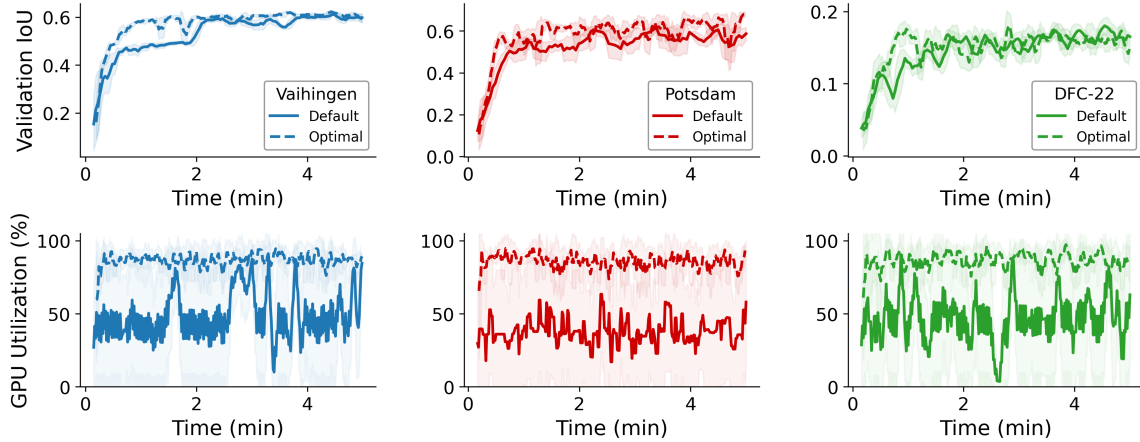 Validation IoU
0.6
0.4
0.2
0
2
4
Time (min)
Vaihingen
Default
Optimal
0.6
0.4
0.2
0.0
0
2
4
Time (min)
Potsdam
Default
Optimal
0.2
0.1
0.0
0
2
4
Time (min)
DFC-22
Default
Optimal
GPU Utilization (%)
100
50
0
0
2
4
Time (min)
100
50
0
0
2
4
Time (min)
100
50
0
0
2
4
Time (min)